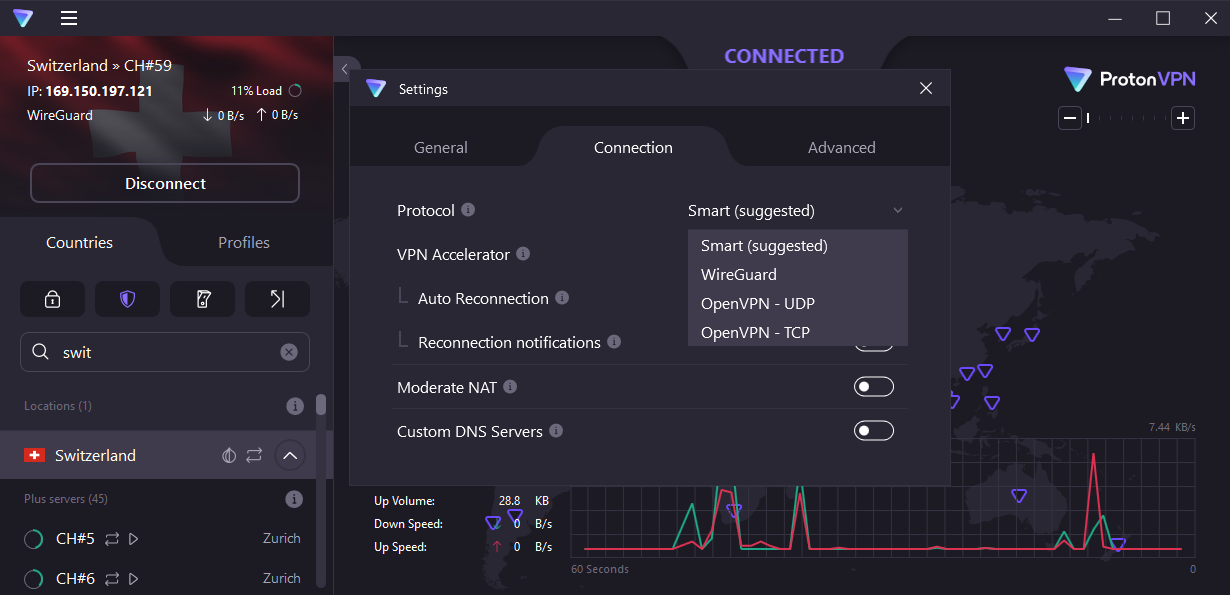 Switzerland » CH#59
IP: 169.150.197.121
11% Load
WireGuard
0 B/s
0 B/s
Disconnect
Countries
Profiles
swit
Locations (1)
Switzerland
Plus servers (45)
CH#5
Zurich
CH#6
Zurich
CONNECTED
ProtonVPN
Settings
General
Connection
Advanced
Protocol
Smart (suggested)
Smart (suggested)
WireGuard
OpenVPN - UDP
OpenVPN - TCP
VPN Accelerator
Auto Reconnection
Reconnection notifications
Moderate NAT
Custom DNS Servers
7.44 KB/s
Up Volume: 28.8 KB
Down Speed: 0 B/s
Up Speed: 0 B/s
60 Seconds
0